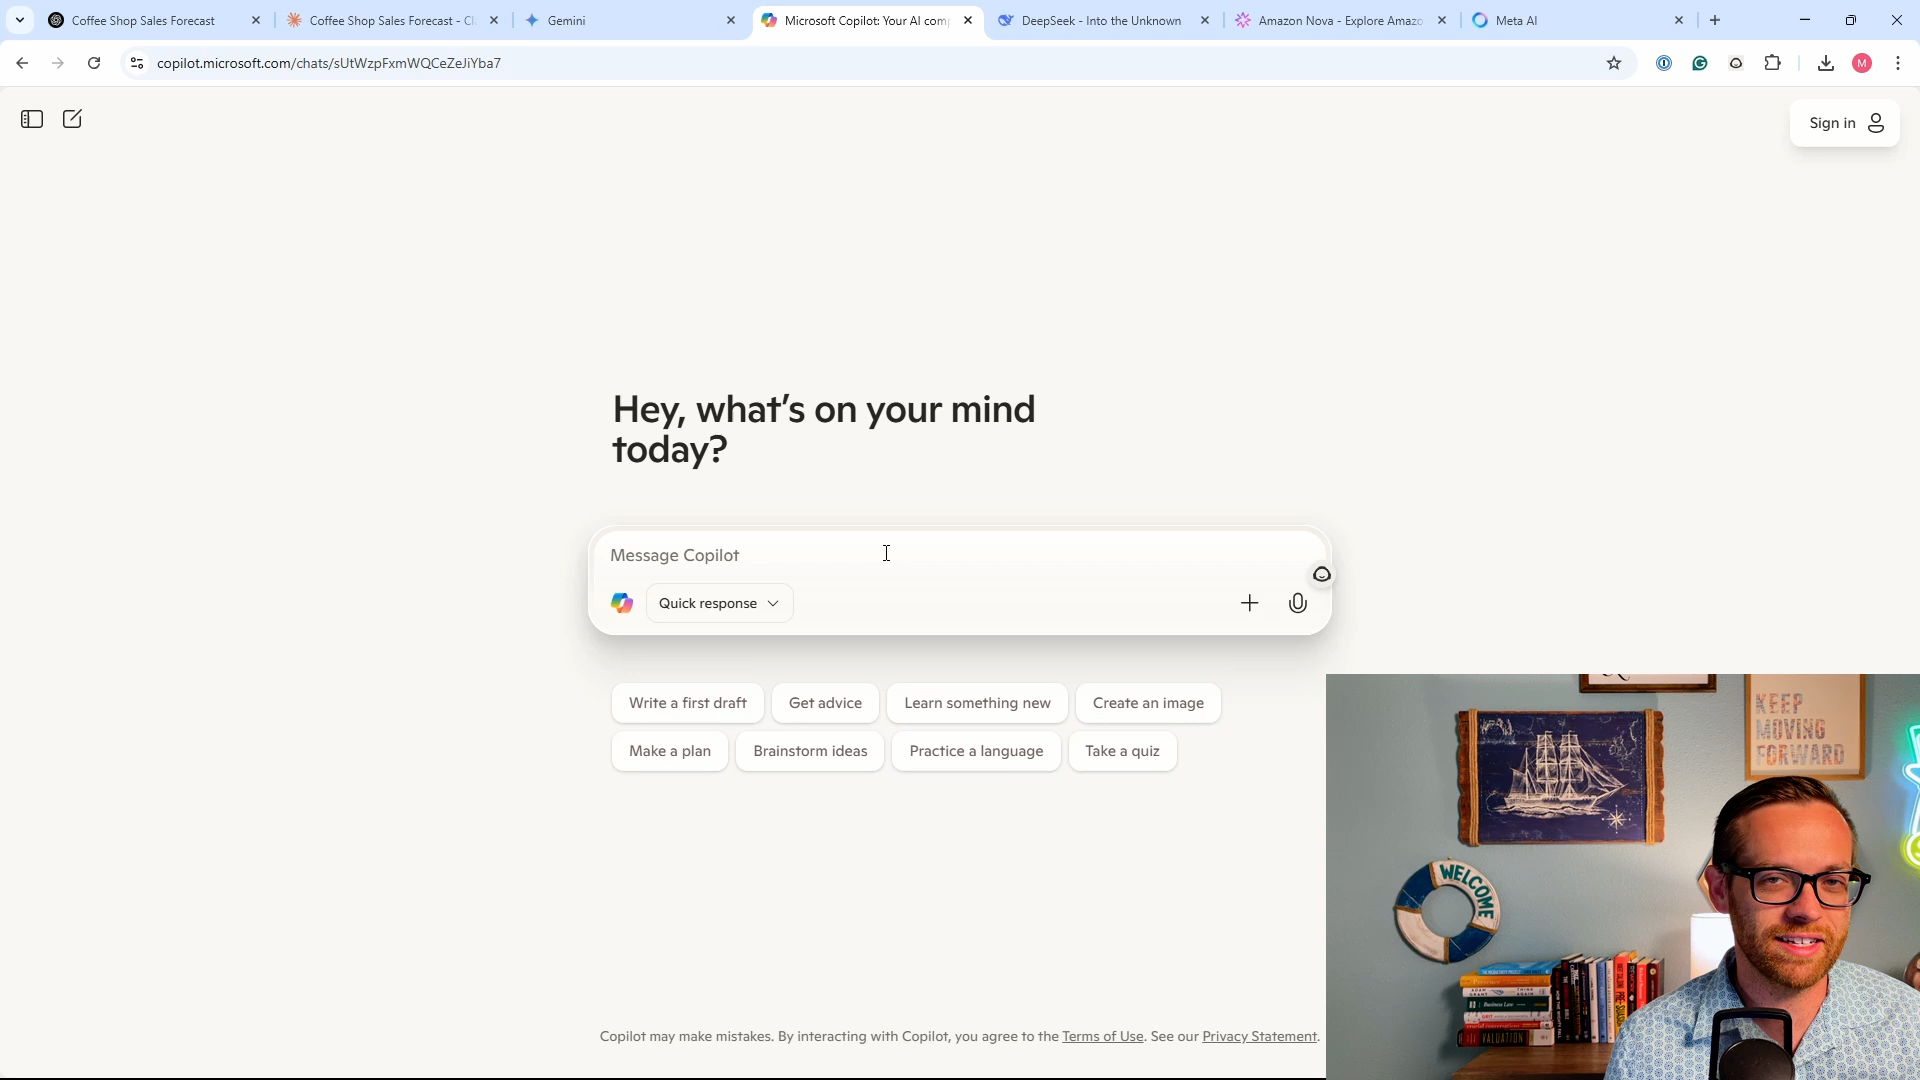 Coffee Shop Sales Forecast
Coffee Shop Sales Forecast - Cl
Gemini
Microsoft Copilot: Your AI com
DeepSeek - Into the Unknown
Amazon Nova - Explore Amazo
Meta AI
copilot.microsoft.com/chats/sUtWzpFxmWQCeZeJiYba7
M
Sign in
Hey, what's on your mind
today?
Message Copilot
Quick response
Write a first draft
Get advice
Learn something new
Create an image
Make a plan
Brainstorm ideas
Practice a language
Take a quiz
Copilot may make mistakes. By interacting with Copilot, you agree to the Terms of Use. See our Privacy Statement.
KEEP
MOVING
FORWARD
WELCOME
Business Law
GRIT
VALUATION